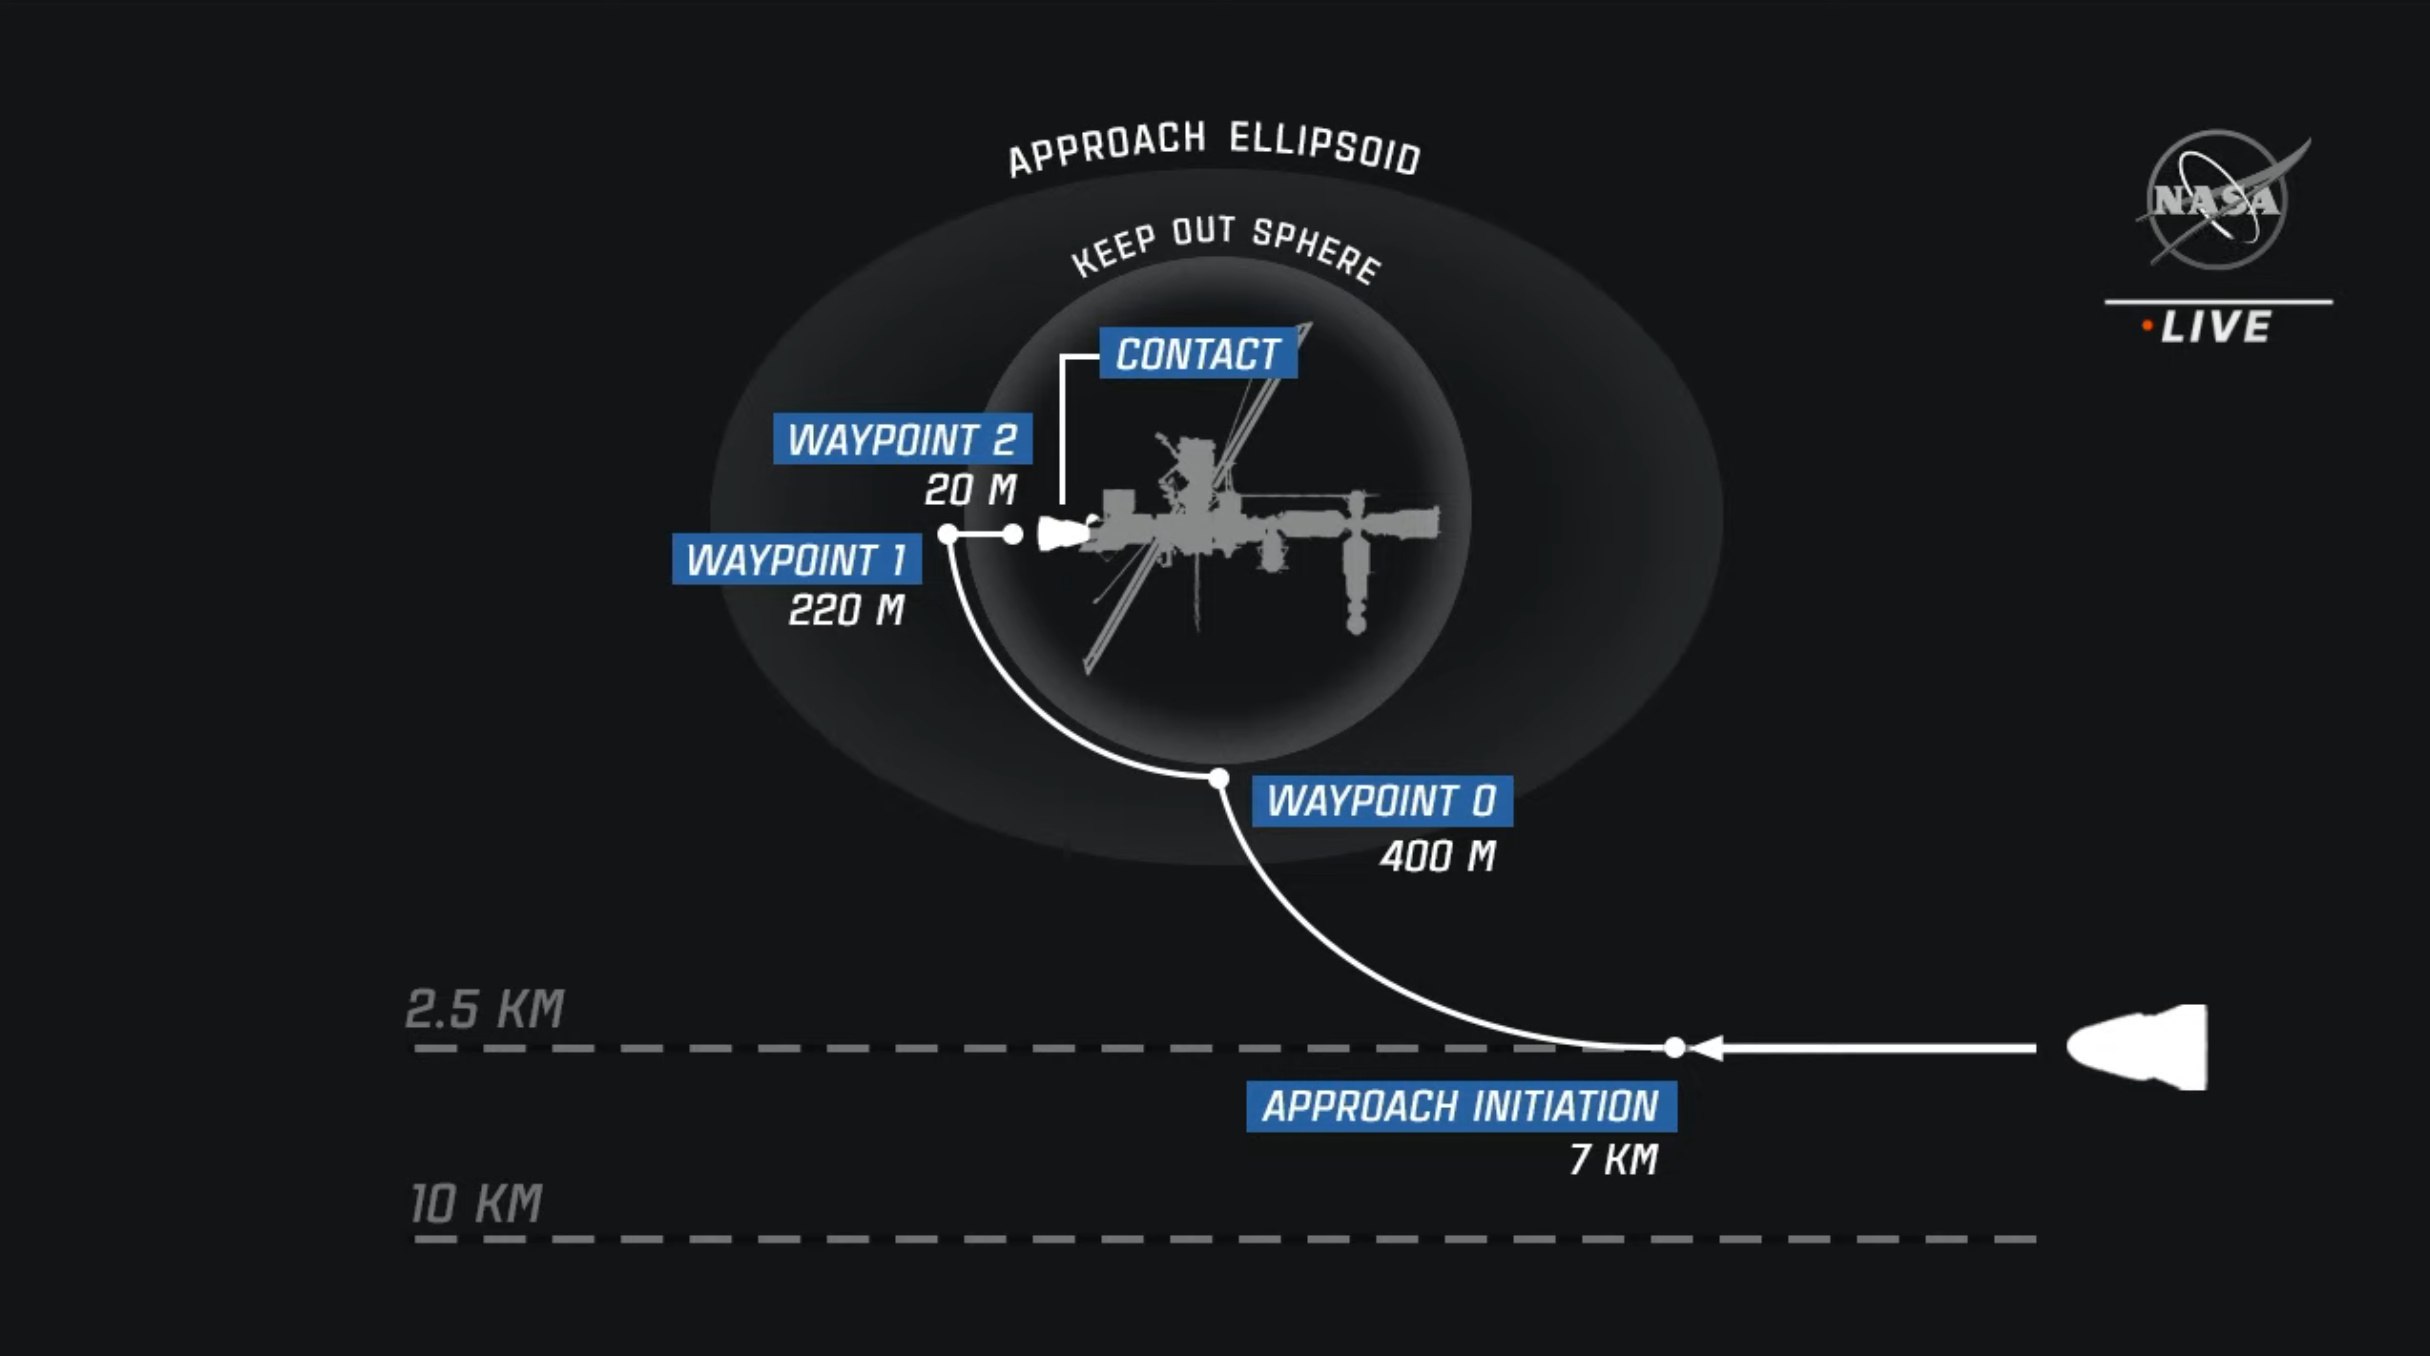 APPROACH ELLIPSOID
NASA
KEEP OUT SPHERE
LIVE
CONTACT
WAYPOINT 2
20 M
WAYPOINT 1
220 M
WAYPOINT 0
400 M
2.5 KM
APPROACH INITIATION
7 KM
10 KM